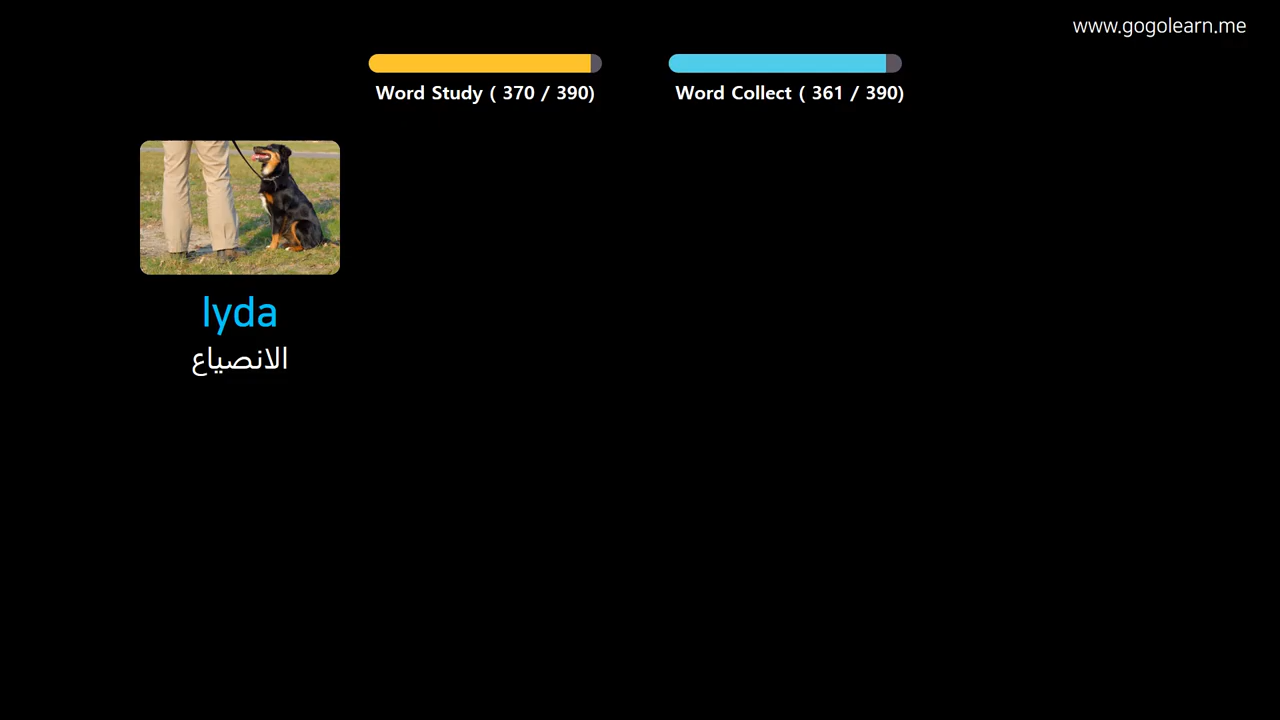 www.gogolearn.me
Word Study ( 370 / 390)
Word Collect ( 361 / 390)
lyda
الانصياع